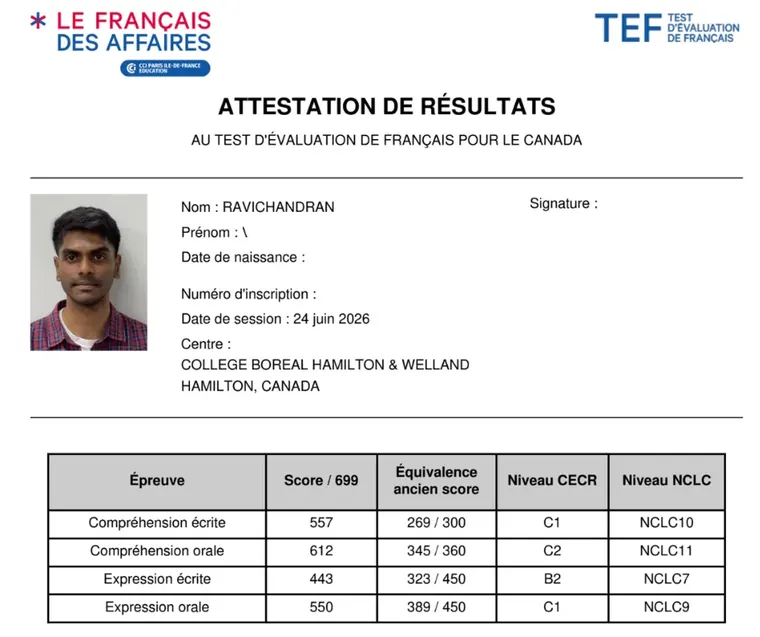 LE FRANÇAIS
DES AFFAIRES
CCI PARIS ILE-DE-FRANCE
EDUCATION
TEF TEST
D'ÉVALUATION
DE FRANÇAIS
ATTESTATION DE RÉSULTATS
AU TEST D'ÉVALUATION DE FRANÇAIS POUR LE CANADA
Nom : RAVICHANDRAN
Signature :
Prénom : \
Date de naissance :
Numéro d'inscription :
Date de session : 24 juin 2026
Centre :
COLLEGE BOREAL HAMILTON & WELLAND
HAMILTON, CANADA
Épreuve Score / 699 Équivalence ancien score Niveau CECR Niveau NCLC
Compréhension écrite 557 269 / 300 C1 NCLC10
Compréhension orale 612 345 / 360 C2 NCLC11
Expression écrite 443 323 / 450 B2 NCLC7
Expression orale 550 389 / 450 C1 NCLC9